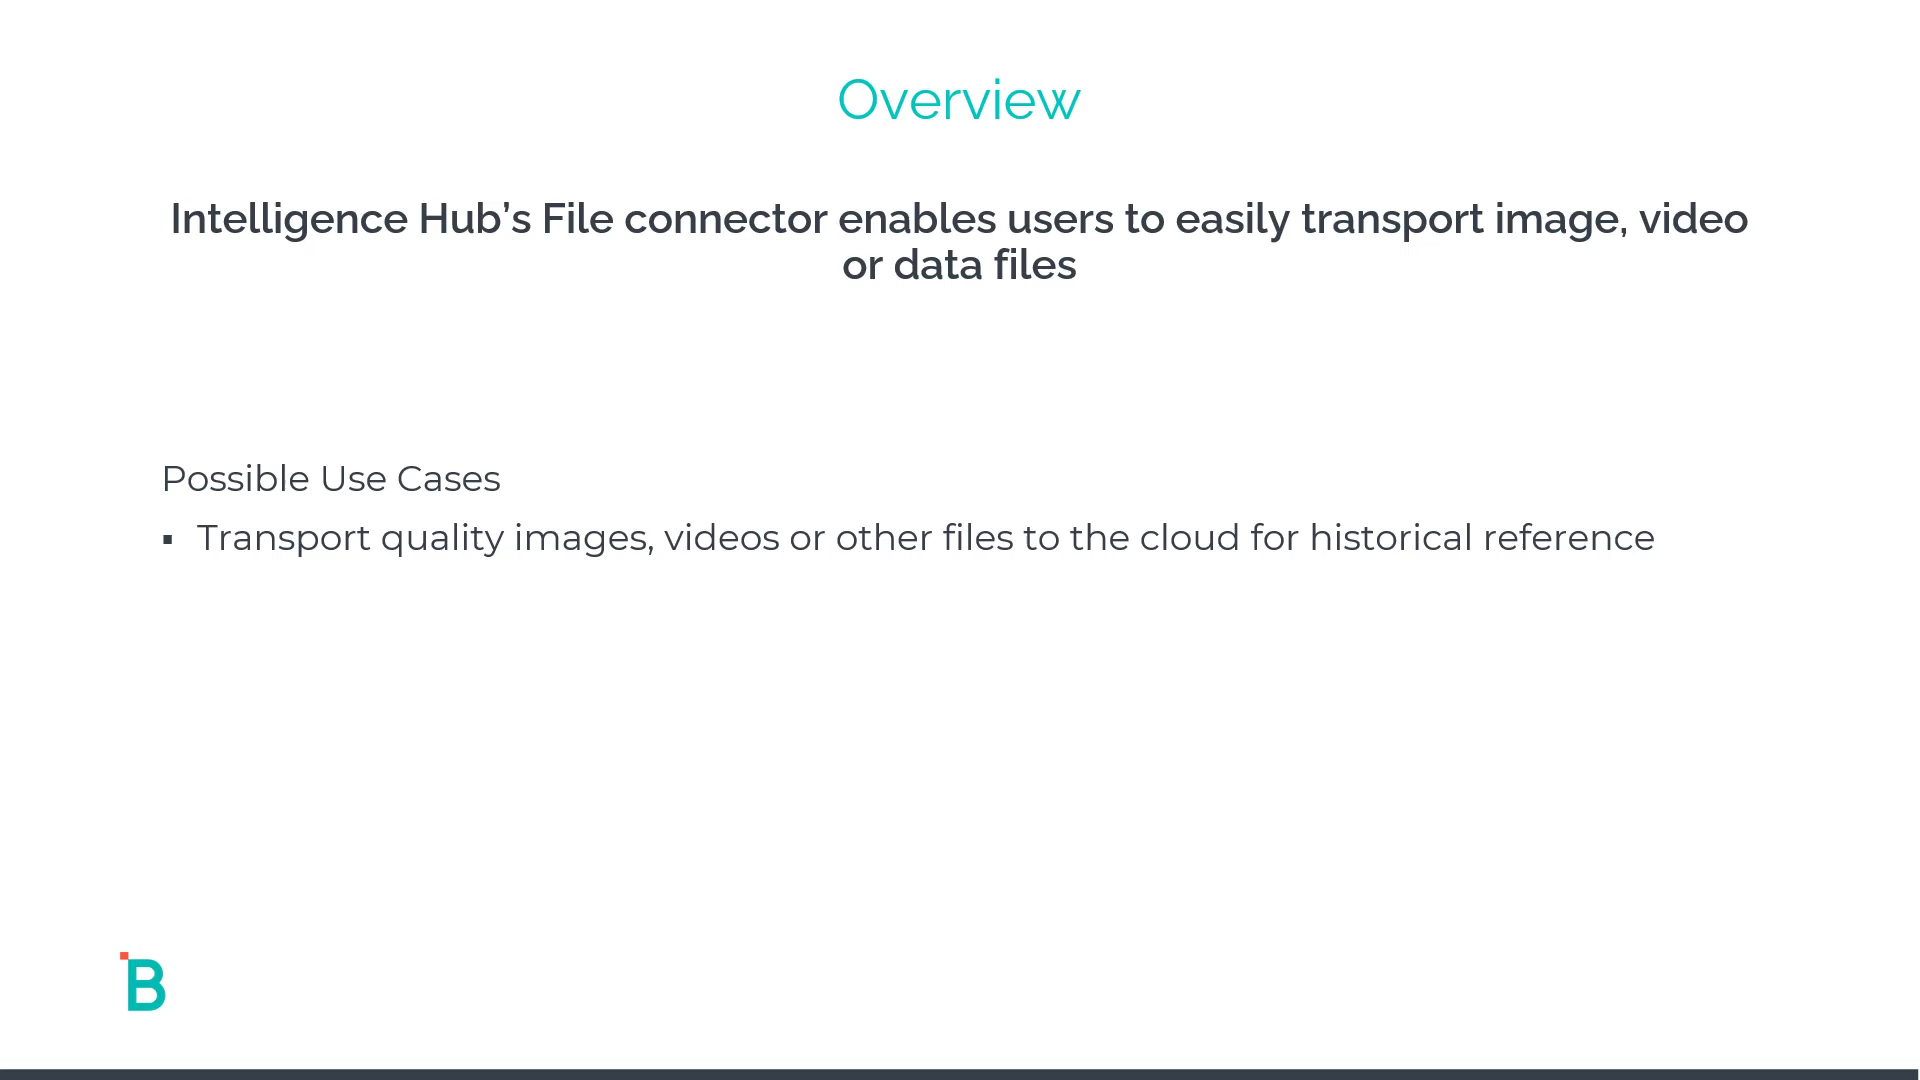 Overview
Intelligence Hub’s File connector enables users to easily transport image, video
or data files
Possible Use Cases
▪ Transport quality images, videos or other files to the cloud for historical reference
B